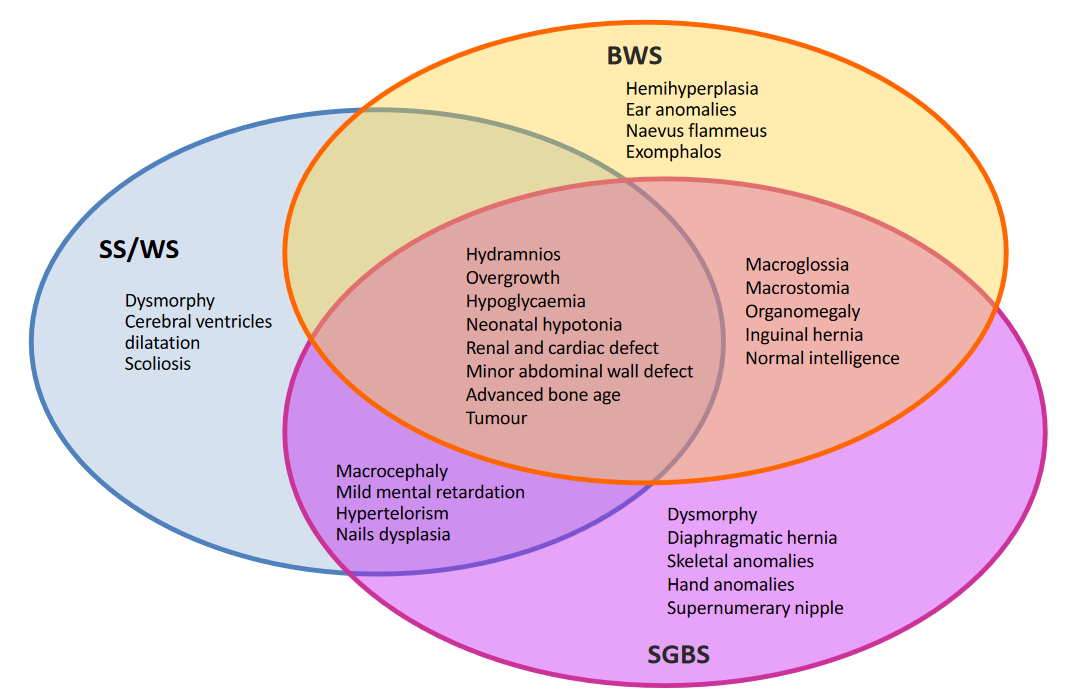 BWS
Hemihyperplasia
Ear anomalies
Naevus flammeus
Exomphalos
SS/WS
Dysmorphy
Cerebral ventricles
dilatation
Scoliosis
Hydramnios
Overgrowth
Hypoglycaemia
Neonatal hypotonia
Renal and cardiac defect
Minor abdominal wall defect
Advanced bone age
Tumour
Macroglossia
Macrostomia
Organomegaly
Inguinal hernia
Normal intelligence
Macrocephaly
Mild mental retardation
Hypertelorism
Nails dysplasia
Dysmorphy
Diaphragmatic hernia
Skeletal anomalies
Hand anomalies
Supernumerary nipple
SGBS